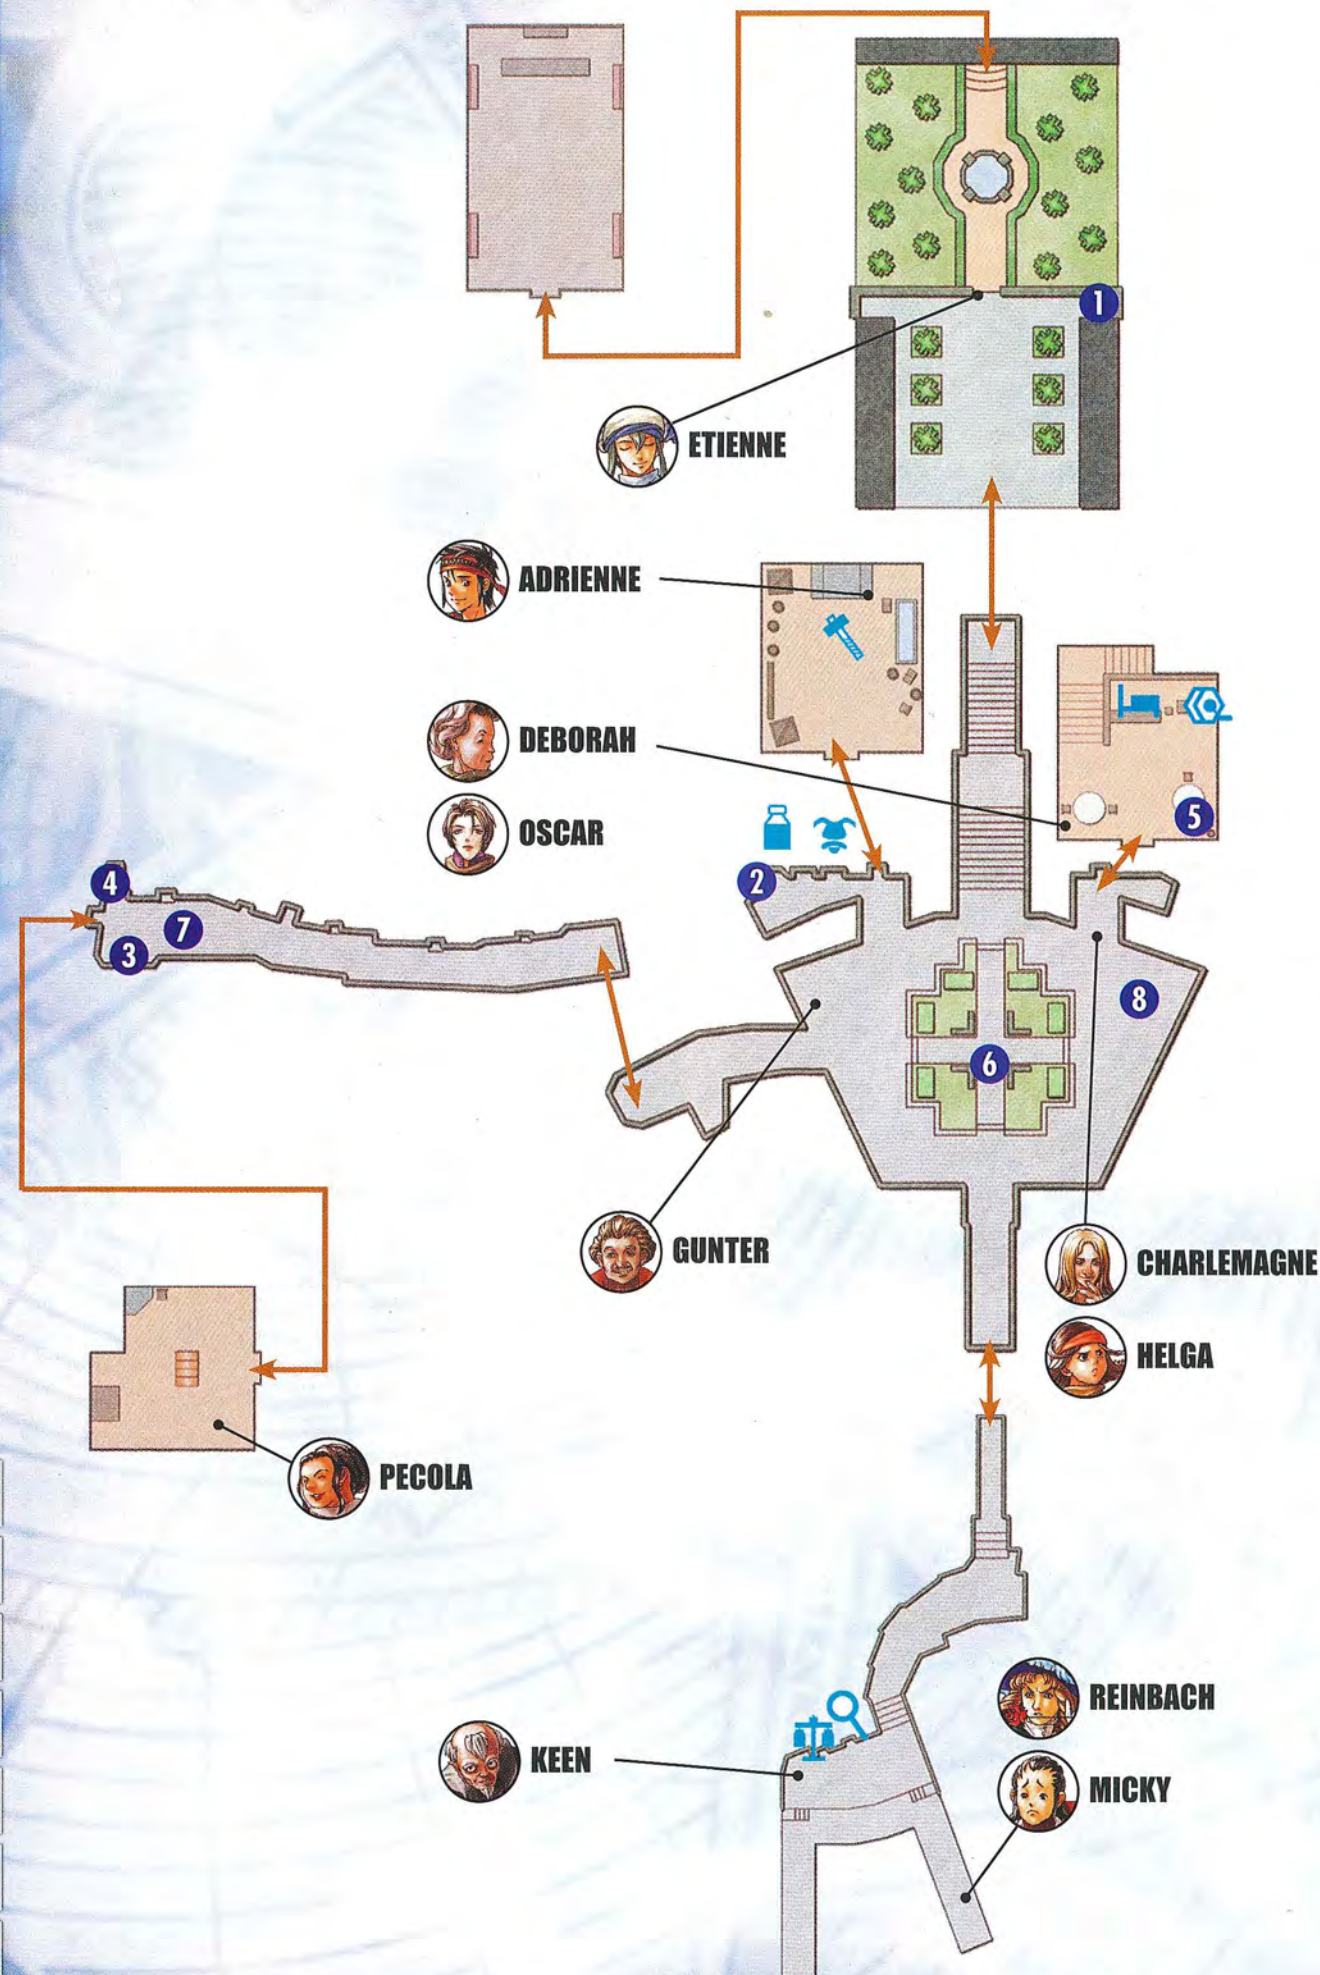 1
ETIENNE
ADRIENNE
DEBORAH
OSCAR
5
2
4
7
3
8
6
GUNTER
CHARLEMAGNE
HELGA
PECOLA
REINBACH
KEEN
MICKY